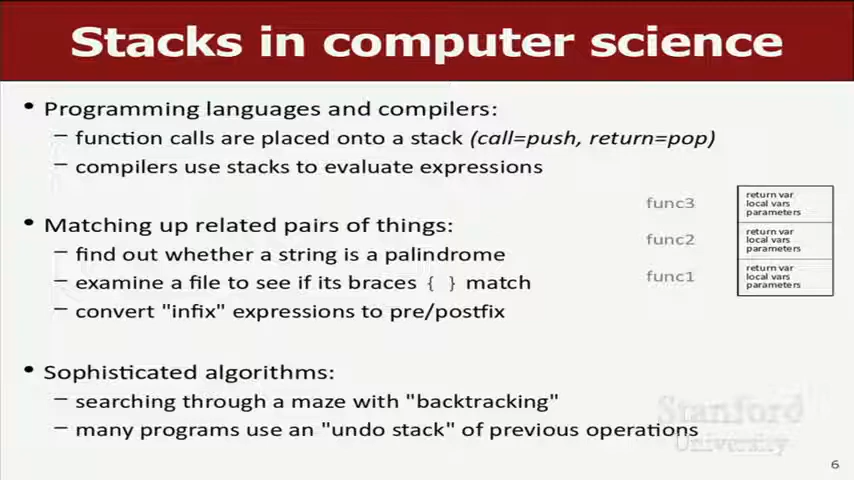 Stacks in computer science
• Programming languages and compilers:
– function calls are placed onto a stack (call=push, return=pop)
– compilers use stacks to evaluate expressions
• Matching up related pairs of things:
– find out whether a string is a palindrome
– examine a file to see if its braces { } match
– convert "infix" expressions to pre/postfix
func3
return var
local vars
parameters
func2
return var
local vars
parameters
func1
return var
local vars
parameters
• Sophisticated algorithms:
– searching through a maze with "backtracking"
– many programs use an "undo stack" of previous operations
Stanford
University
6